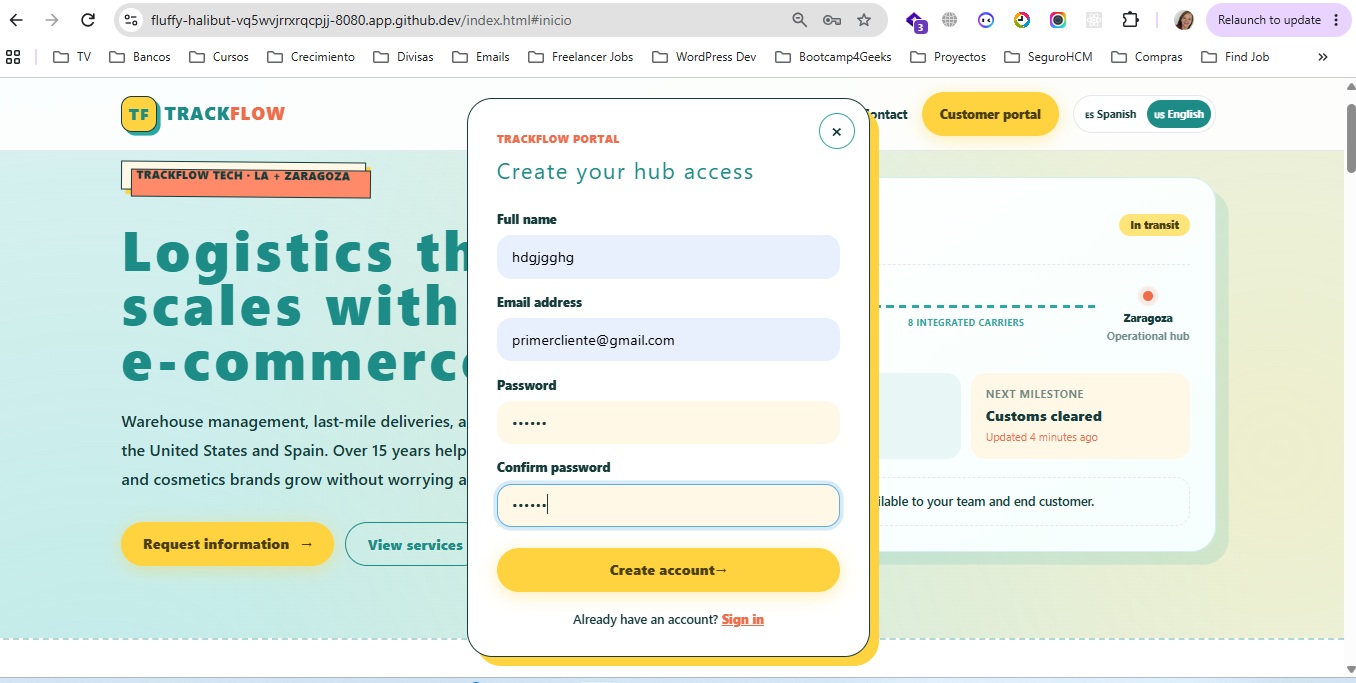 fluffy-halibut-vq5wvjrrxrqcpjj-8080.app.github.dev/index.html#inicio
3
Relaunch to update
TV
Bancos
Cursos
Crecimiento
Divisas
Emails
Freelancer Jobs
WordPress Dev
Bootcamp4Geeks
Proyectos
SeguroHCM
Compras
Find Job
»
TF TRACKFLOW
ontact
Customer portal
ES Spanish
US English
TRACKFLOW TECH · LA + ZARAGOZA
Logistics th
scales with
e-commerc
Warehouse management, last-mile deliveries, a
the United States and Spain. Over 15 years help
and cosmetics brands grow without worrying a
Request information →
View services
TRACKFLOW PORTAL
×
Create your hub access
Full name
hdgjgghg
Email address
primercliente@gmail.com
Password
••••••
Confirm password
••••••
Create account→
Already have an account? Sign in
In transit
8 INTEGRATED CARRIERS
Zaragoza
Operational hub
NEXT MILESTONE
Customs cleared
Updated 4 minutes ago
ilable to your team and end customer.